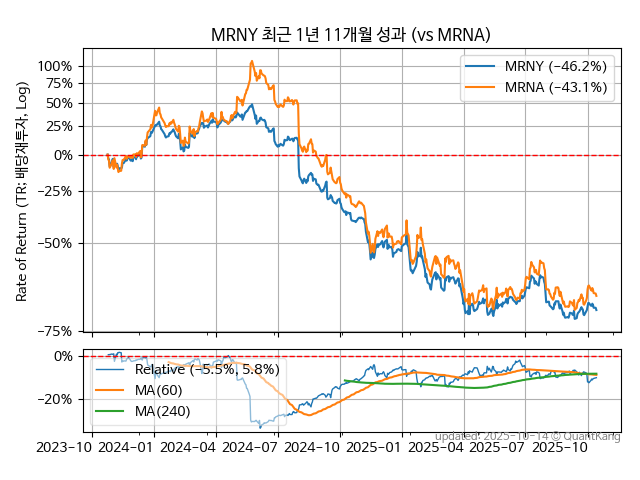 MRNY 최근 1년 11개월 성과 (vs MRNA)
Rate of Return (TR: 배당재투자, Log)
100%
75%
50%
25%
0%
−25%
−50%
−75%
MRNY (−46.2%)
MRNA (−43.1%)
0%
−20%
Relative (−5.5%, 5.8%)
MA(60)
MA(240)
updated: 2025-10-14 © QuantKang
2023-10 2024-01 2024-04 2024-07 2024-10 2025-01 2025-04 2025-07 2025-10